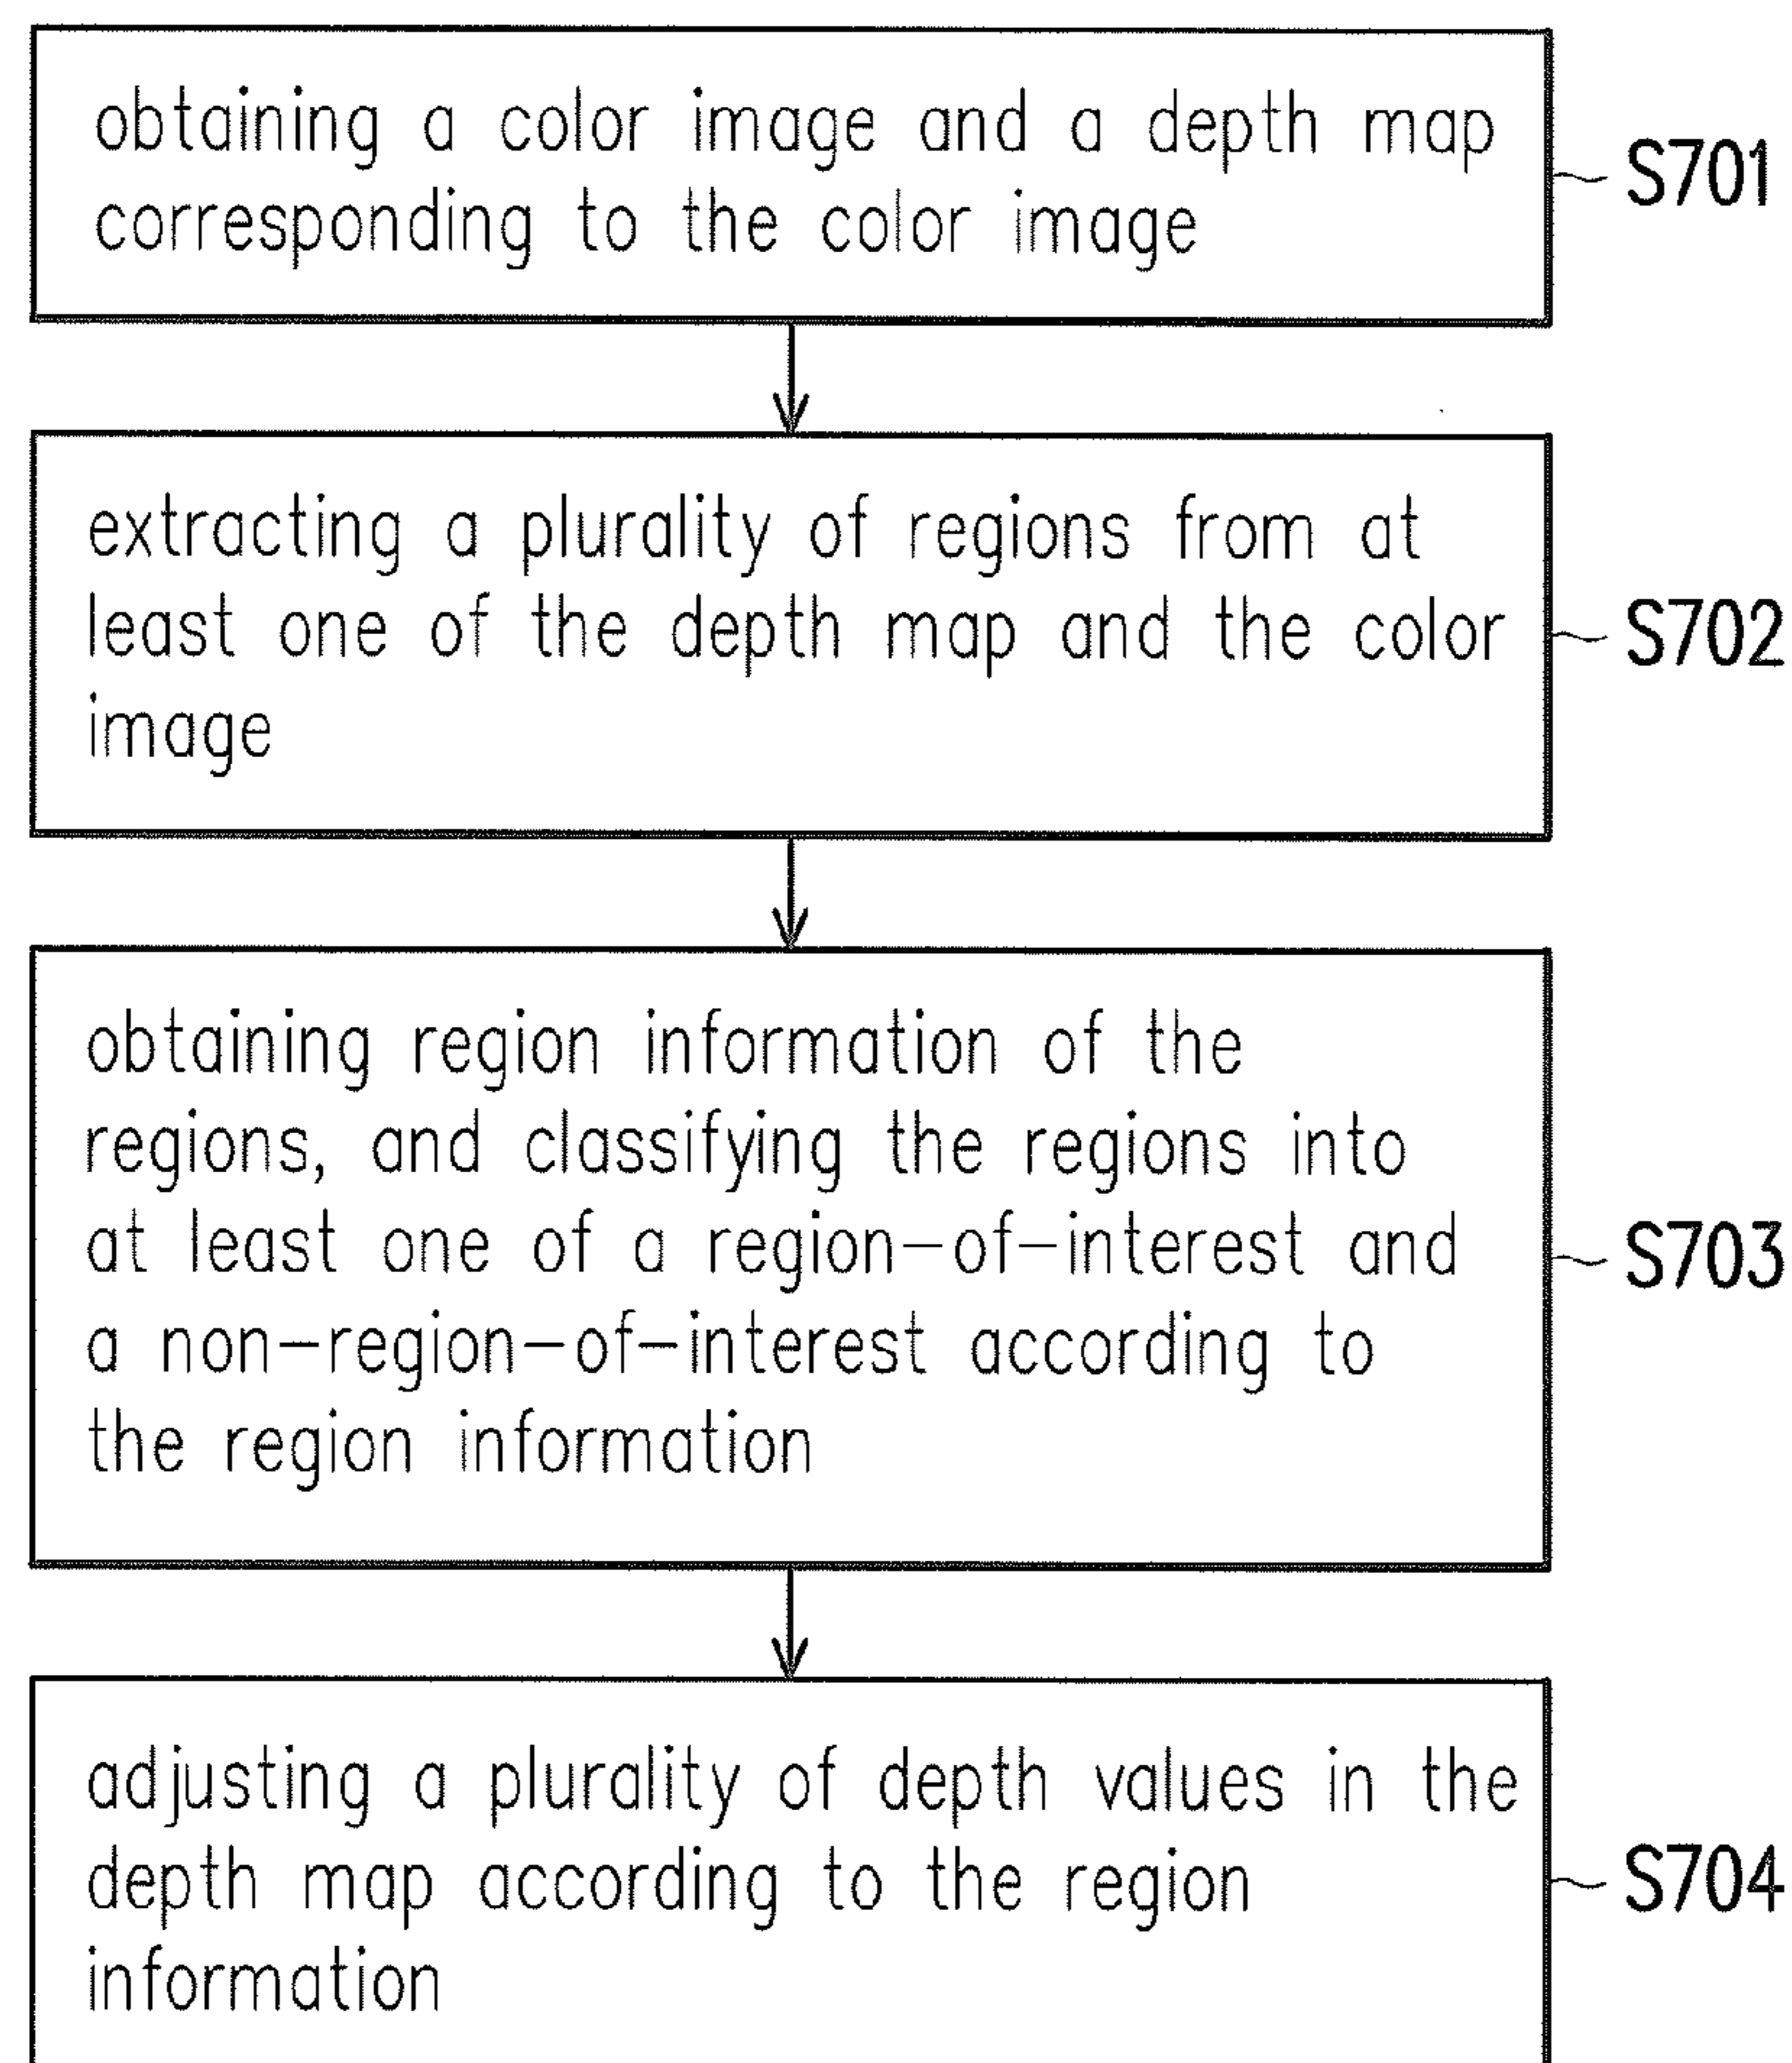 obtaining a color image and a depth map
corresponding to the color image
S701
extracting a plurality of regions from at
least one of the depth map and the color
image
S702
obtaining region information of the
regions, and classifying the regions into
at least one of a region-of-interest and
a non-region-of-interest according to
the region information
S703
adjusting a plurality of depth values in the
depth map according to the region
information
S704